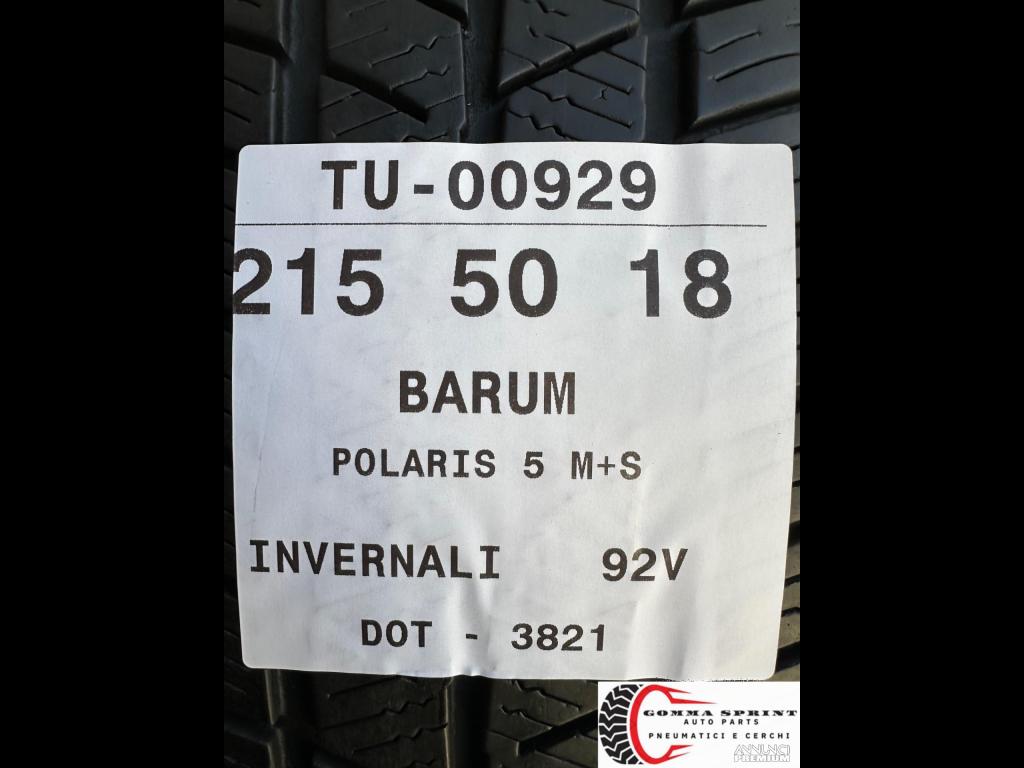 TU-00929
215 50 18
BARUM
POLARIS 5 M+S
INVERNALI 92V
DOT - 3821
GOMMA SPRINT
AUTO PARTS
PNEUMATICI E CERCHI
ANNUNCI
PREMIUM